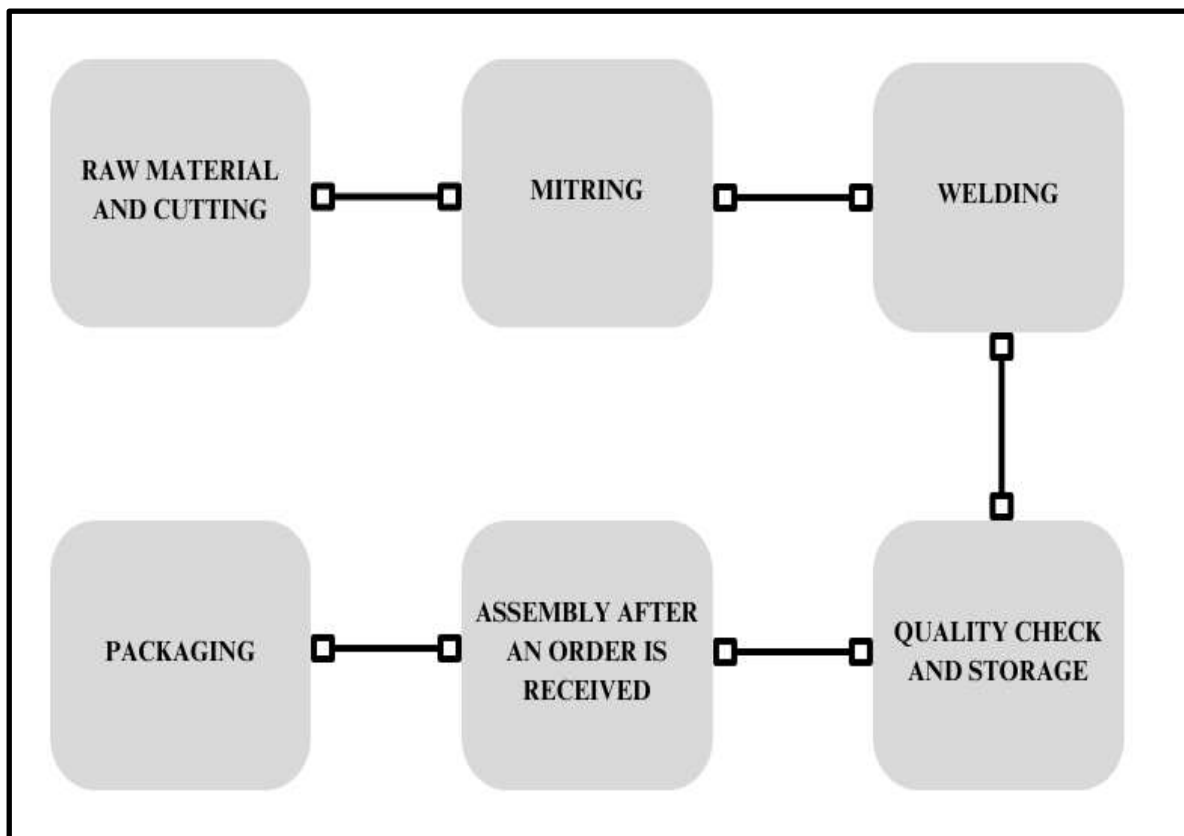 RAW MATERIAL
AND CUTTING
MITRING
WELDING
PACKAGING
ASSEMBLY AFTER
AN ORDER IS
RECEIVED
QUALITY CHECK
AND STORAGE